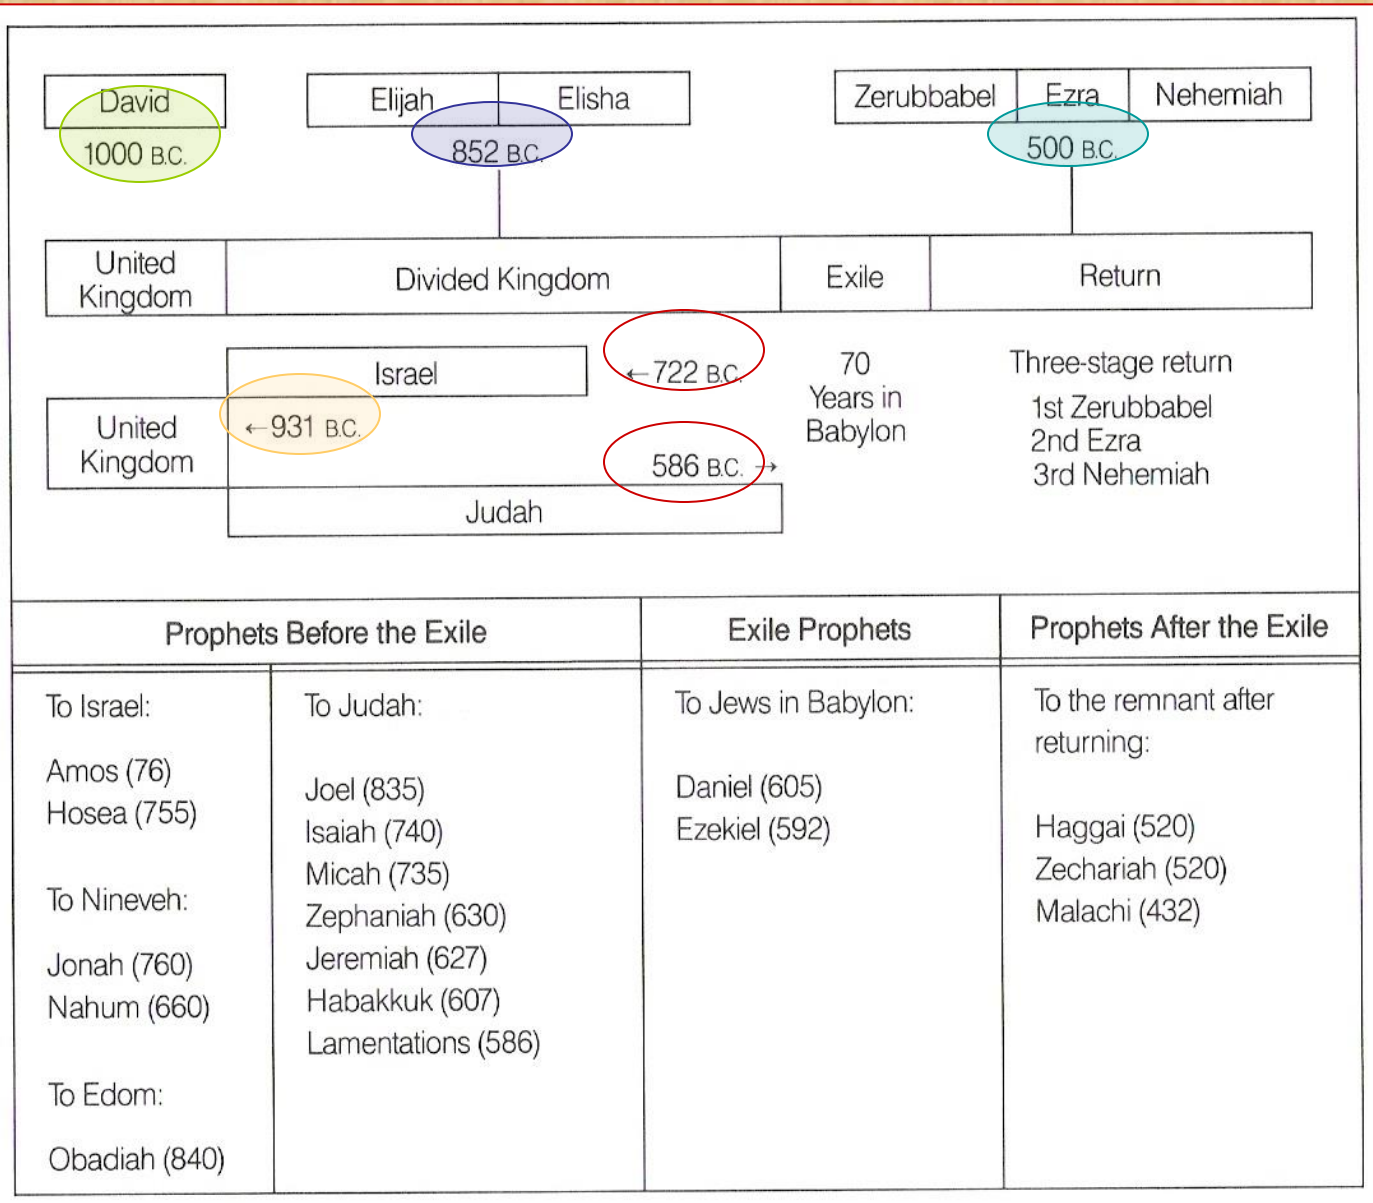 David
1000 B.C.
Elijah
Elisha
852 B.C.
Zerubbabel
Ezra
Nehemiah
500 B.C.
United
Kingdom
Divided Kingdom
Exile
Return
Israel
←722 B.C.
United
Kingdom
←931 B.C.
586 B.C. →
Judah
70
Years in
Babylon
Three-stage return
1st Zerubbabel
2nd Ezra
3rd Nehemiah
Prophets Before the Exile
To Israel:
Amos (76)
Hosea (755)
To Nineveh:
Jonah (760)
Nahum (660)
To Edom:
Obadiah (840)
To Judah:
Joel (835)
Isaiah (740)
Micah (735)
Zephaniah (630)
Jeremiah (627)
Habakkuk (607)
Lamentations (586)
Exile Prophets
To Jews in Babylon:
Daniel (605)
Ezekiel (592)
Prophets After the Exile
To the remnant after
returning:
Haggai (520)
Zechariah (520)
Malachi (432)